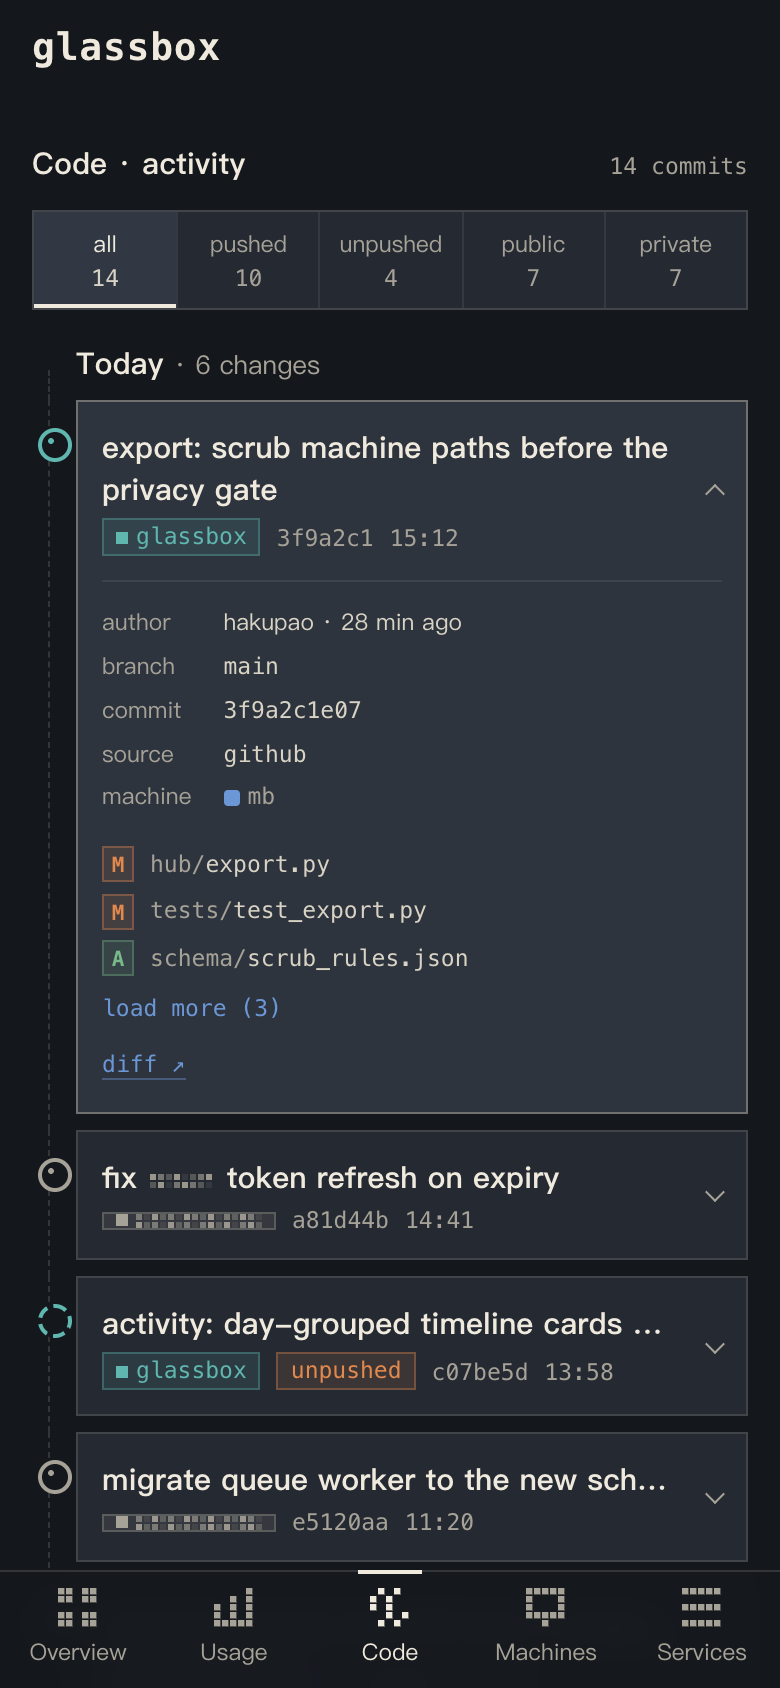 glassbox
Code · activity
14 commits
all
14
pushed
10
unpushed
4
public
7
private
7
Today · 6 changes
export: scrub machine paths before the
privacy gate
glassbox 3f9a2c1 15:12
author hakupao · 28 min ago
branch main
commit 3f9a2c1e07
source github
machine mb
M hub/export.py
M tests/test_export.py
A schema/scrub_rules.json
load more (3)
diff ↗
fix token refresh on expiry
a81d44b 14:41
activity: day–grouped timeline cards …
glassbox unpushed c07be5d 13:58
migrate queue worker to the new sch…
e5120aa 11:20
Overview
Usage
Code
Machines
Services